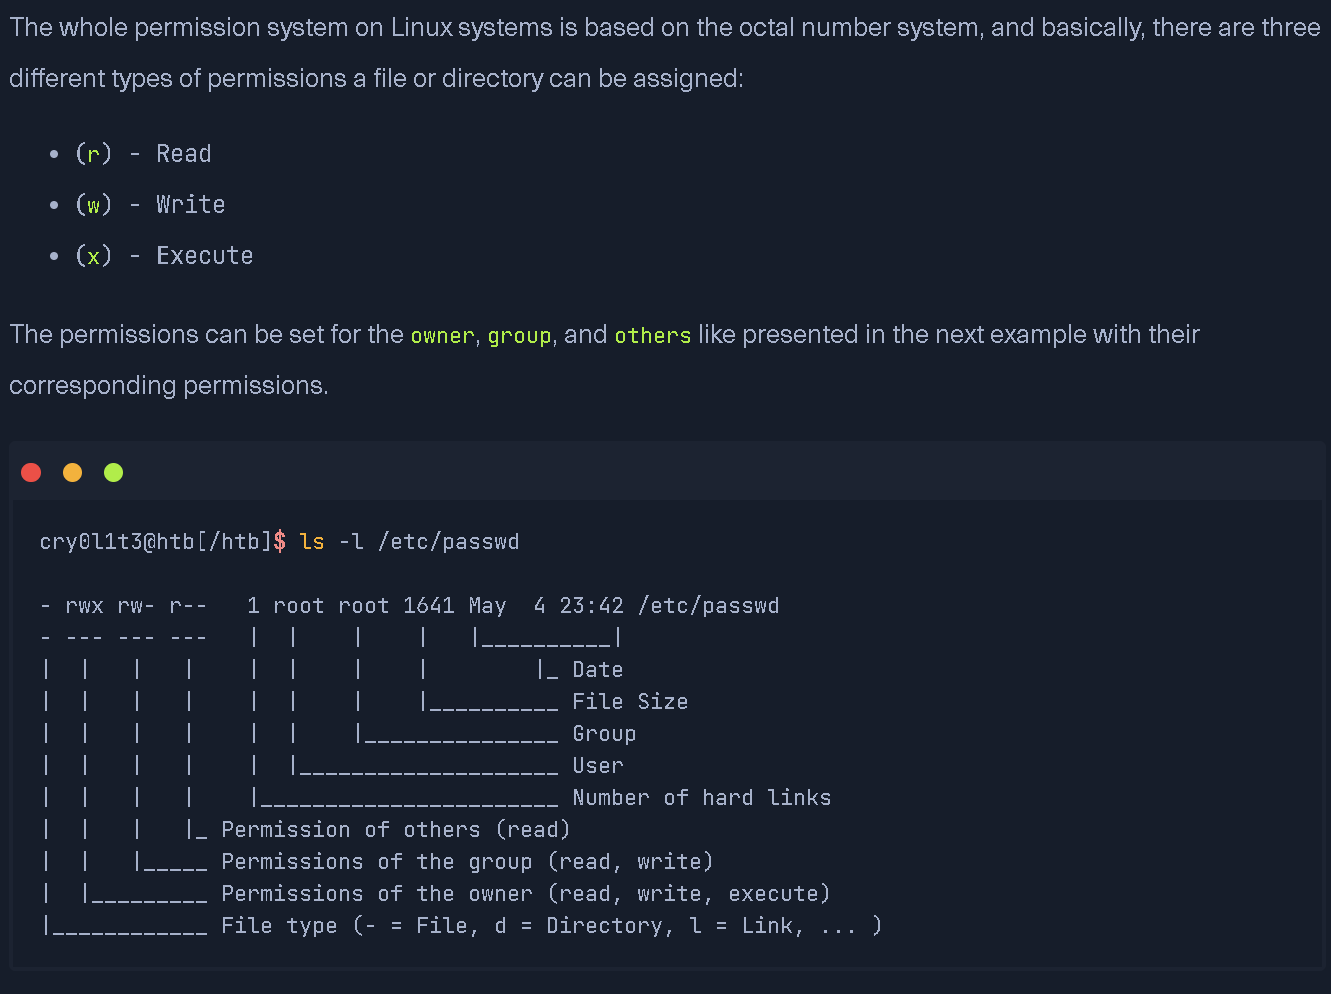 The whole permission system on Linux systems is based on the octal number system, and basically, there are three
different types of permissions a file or directory can be assigned:
• (r) - Read
• (w) - Write
• (x) - Execute
The permissions can be set for the owner, group, and others like presented in the next example with their
corresponding permissions.
cry0l1t3@htb[/htb]$ ls -l /etc/passwd
- rwx rw- r--   1 root root 1641 May  4 23:42 /etc/passwd
- --- --- ---   |  |    |    |   |__________|
|  |   |   |    |  |    |    |        |_ Date
|  |   |   |    |  |    |    |__________ File Size
|  |   |   |    |  |    |_______________ Group
|  |   |   |    |  |____________________ User
|  |   |   |    |_______________________ Number of hard links
|  |   |   |_ Permission of others (read)
|  |   |_____ Permissions of the group (read, write)
|  |_________ Permissions of the owner (read, write, execute)
|____________ File type (- = File, d = Directory, l = Link, ... )